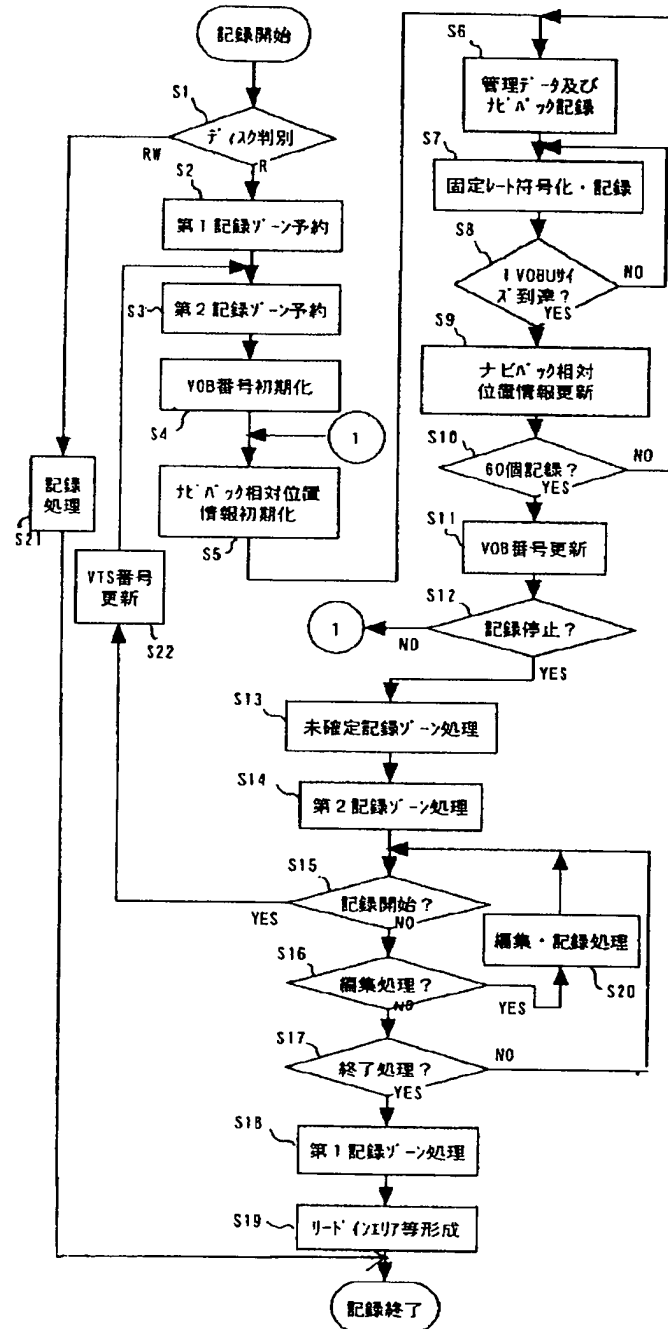 記録開始
S1
ディスク判別
RW
R
S2
第1記録ゾーン予約
S3
第2記録ゾーン予約
VOB番号初期化
S4
1
ナビパック相対位置
情報初期化
S5
S6
管理データ及び
ナビパック記録
S7
固定レート符号化・記録
S8
1VOBUサイ
ズ到達?
NO
YES
S9
ナビパック相対
位置情報更新
S10
60個記録?
NO
YES
S11
VOB番号更新
S12
記録停止?
1
NO
YES
S13
未確定記録ゾーン処理
S14
第2記録ゾーン処理
S15
記録開始?
YES
NO
S16
編集処理?
NO
YES
編集・記録処理
S20
S17
終了処理?
NO
YES
S18
第1記録ゾーン処理
S19
リードインエリア等形成
記録終了
記録
処理
S21
VTS番号
更新
S22